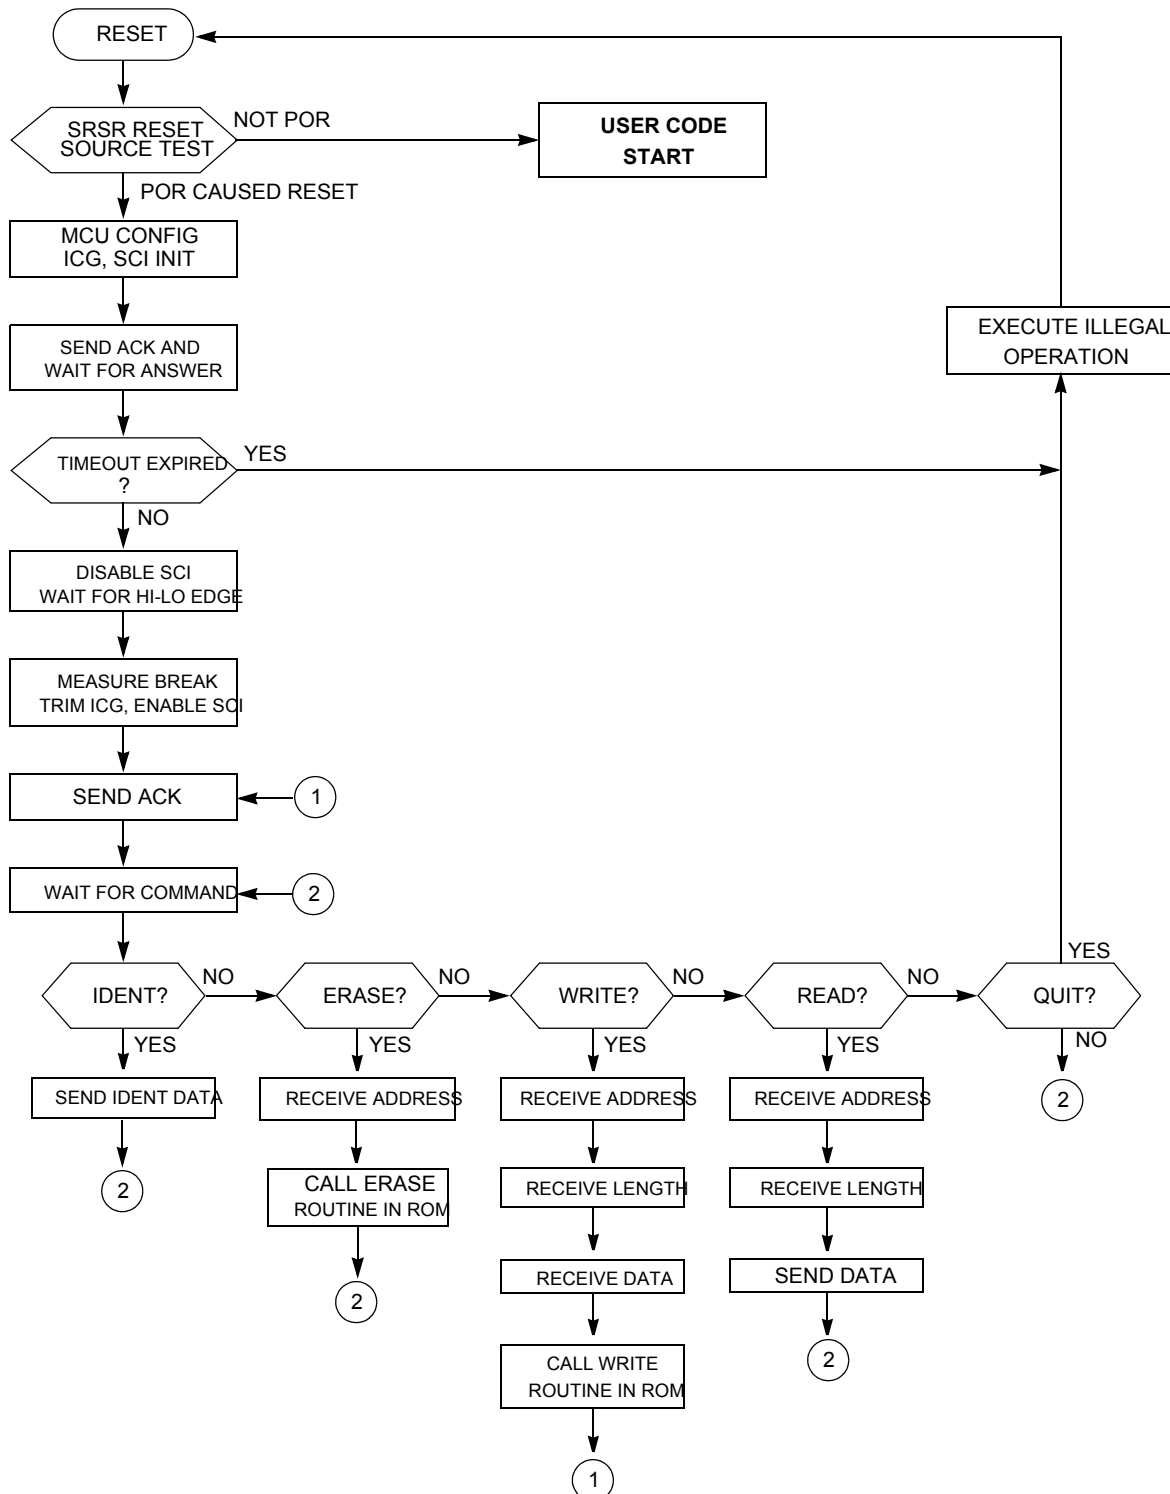 RESET
SRSR RESET
SOURCE TEST
NOT POR
USER CODE
START
POR CAUSED RESET
MCU CONFIG
ICG, SCI INIT
EXECUTE ILLEGAL
OPERATION
SEND ACK AND
WAIT FOR ANSWER
TIMEOUT EXPIRED
?
YES
NO
DISABLE SCI
WAIT FOR HI-LO EDGE
MEASURE BREAK
TRIM ICG, ENABLE SCI
SEND ACK
1
WAIT FOR COMMAND
2
IDENT?
NO
ERASE?
NO
WRITE?
NO
READ?
NO
QUIT?
YES
YES
YES
YES
YES
NO
SEND IDENT DATA
RECEIVE ADDRESS
RECEIVE ADDRESS
RECEIVE ADDRESS
2
2
CALL ERASE
ROUTINE IN ROM
RECEIVE LENGTH
RECEIVE LENGTH
2
RECEIVE DATA
SEND DATA
CALL WRITE
ROUTINE IN ROM
2
1